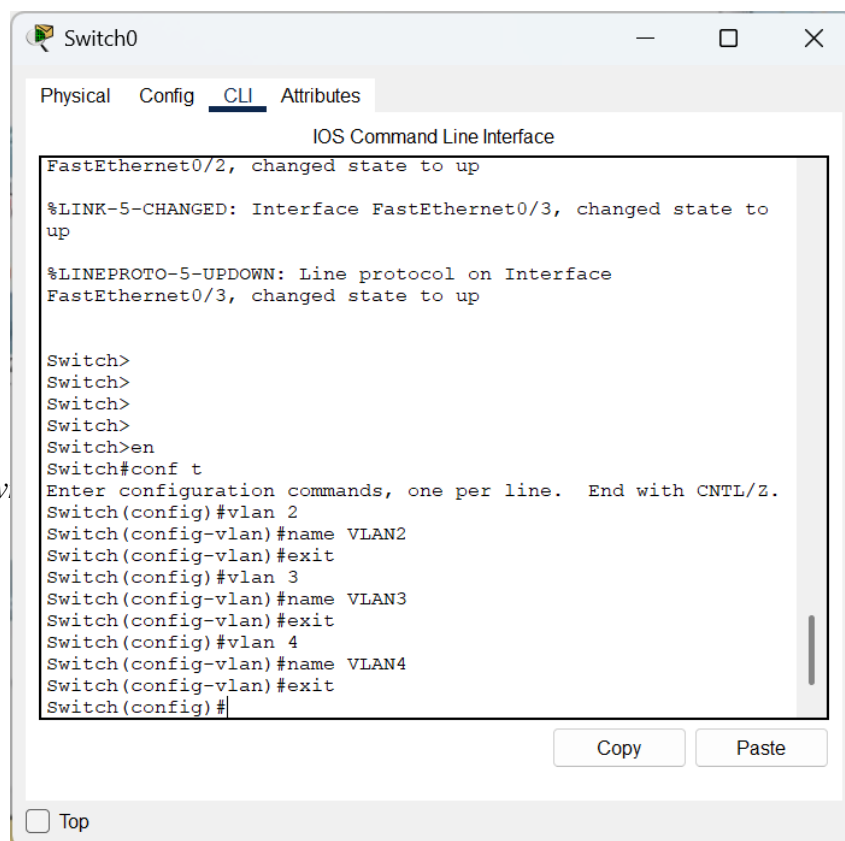 Switch0
Physical Config CLI Attributes
IOS Command Line Interface
FastEthernet0/2, changed state to up
%LINK-5-CHANGED: Interface FastEthernet0/3, changed state to
up
%LINEPROTO-5-UPDOWN: Line protocol on Interface
FastEthernet0/3, changed state to up
Switch>
Switch>
Switch>
Switch>
Switch>en
Switch#conf t
Enter configuration commands, one per line.  End with CNTL/Z.
Switch(config)#vlan 2
Switch(config-vlan)#name VLAN2
Switch(config-vlan)#exit
Switch(config)#vlan 3
Switch(config-vlan)#name VLAN3
Switch(config-vlan)#exit
Switch(config)#vlan 4
Switch(config-vlan)#name VLAN4
Switch(config-vlan)#exit
Switch(config)#
Copy Paste
Top